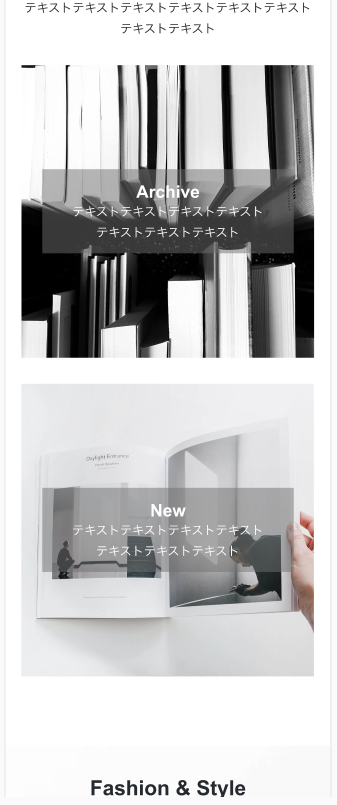 テキストテキストテキストテキストテキストテキスト
テキストテキスト
Archive
テキストテキストテキストテキスト
テキストテキストテキスト
Daylight Entrances
New
テキストテキストテキストテキスト
テキストテキストテキスト
Fashion & Style